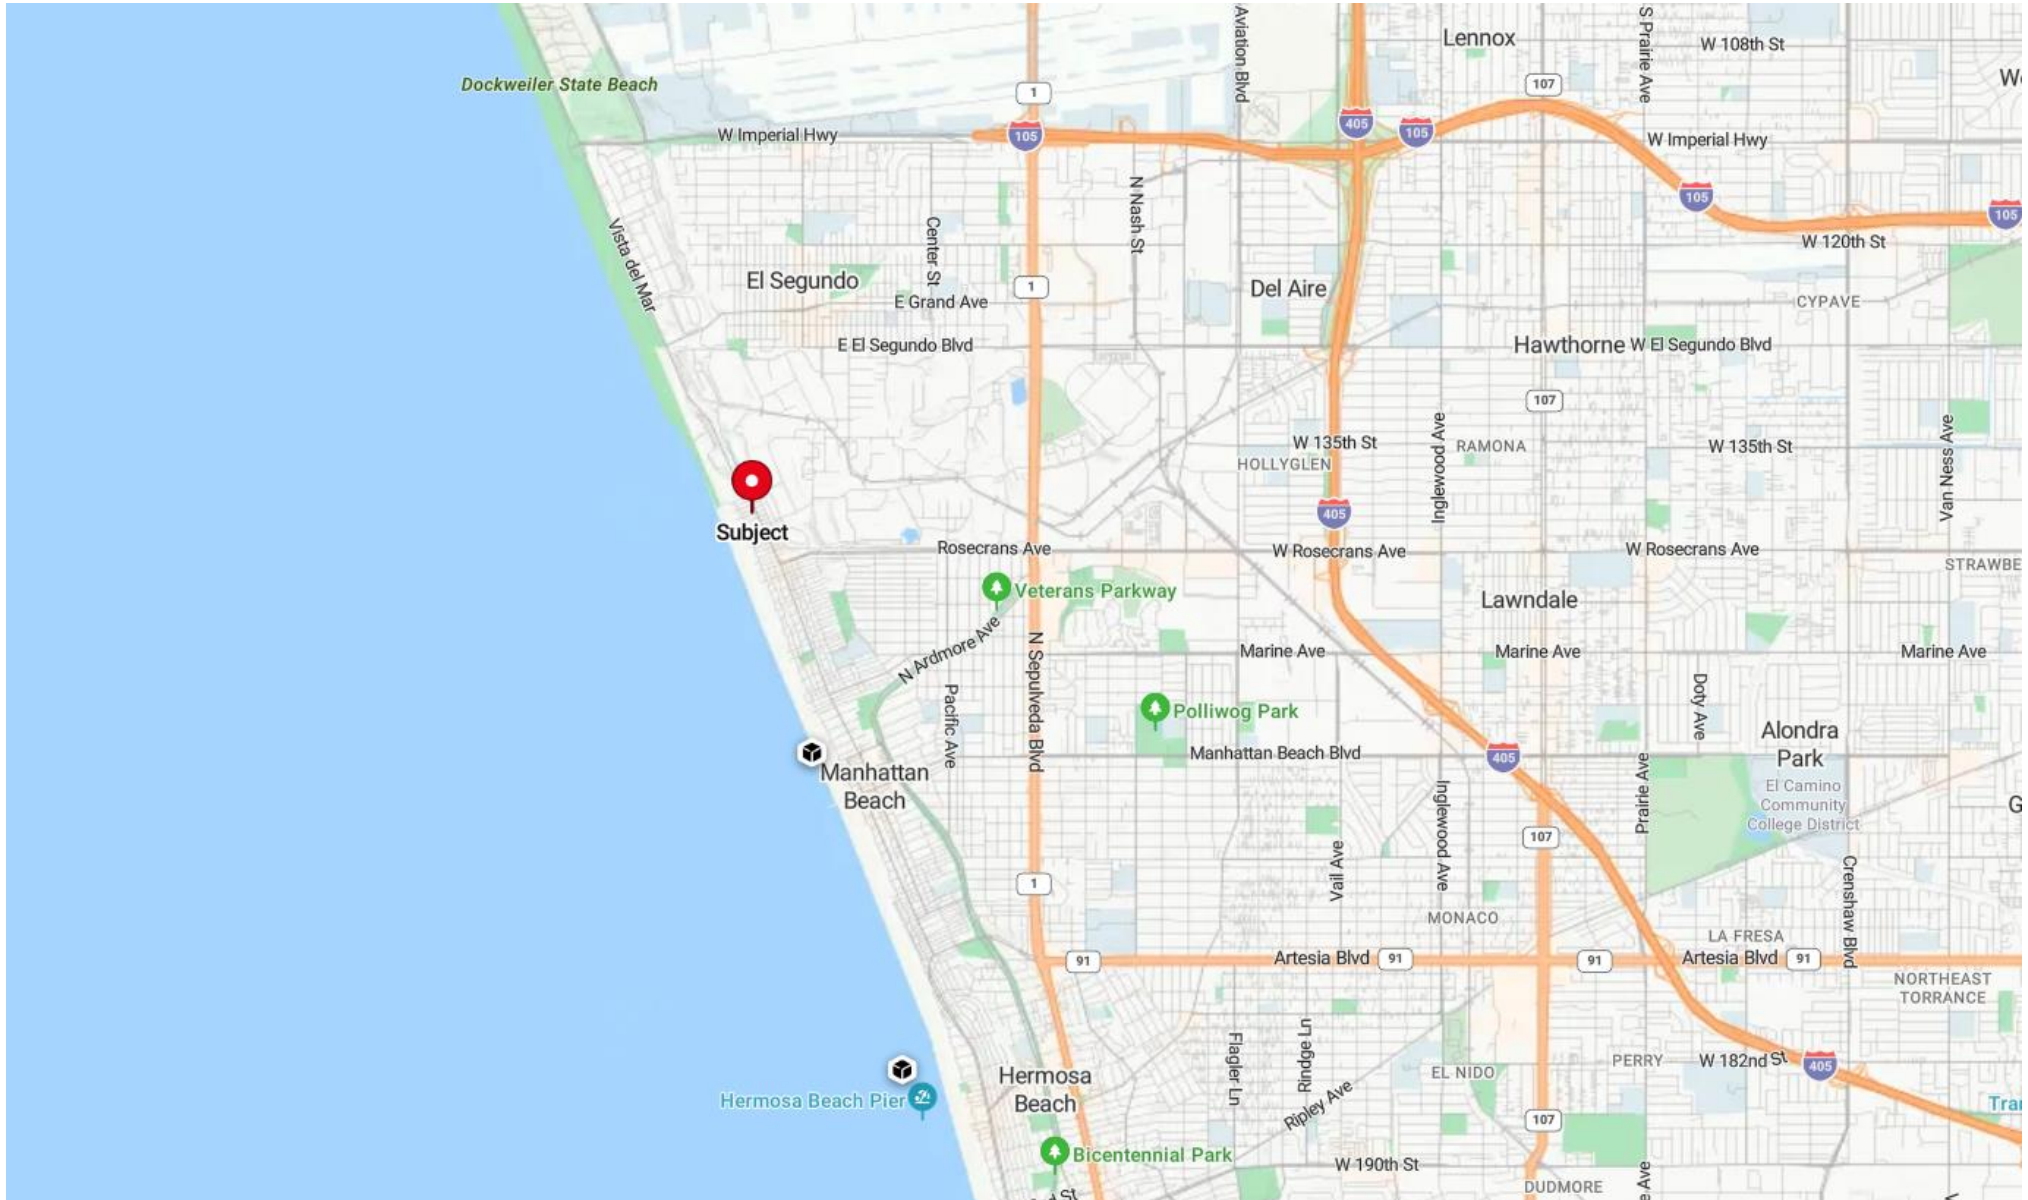 Aviation Blvd
Lennox
S Prairie Ave
W 108th St
Dockweiler State Beach
1
107
405
105
W Imperial Hwy
105
W Imperial Hwy
105
105
Vista del Mar
Center St
N Nash St
W 120th St
El Segundo
1
Del Aire
E Grand Ave
CYPAVE
E El Segundo Blvd
Hawthorne
W El Segundo Blvd
107
W 135th St
HOLLYGLEN
Inglewood Ave
RAMONA
W 135th St
Van Ness Ave
405
Subject
Rosecrans Ave
W Rosecrans Ave
W Rosecrans Ave
Veterans Parkway
Lawndale
N Ardmore Ave
N Sepulveda Blvd
Marine Ave
Marine Ave
Marine Ave
Pacific Ave
Polliwog Park
Doty Ave
Alondra
Park
Manhattan Beach Blvd
405
Manhattan
Beach
Inglewood Ave
Prairie Ave
El Camino
Community
College District
107
Vail Ave
Crenshaw Blvd
1
MONACO
LA FRESA
91
Artesia Blvd
91
91
Artesia Blvd
91
NORTHEAST
TORRANCE
Flagler Ln
Rindge Ln
PERRY
W 182nd St
405
Hermosa
Beach
EL NIDO
Hermosa Beach Pier
Ripley Ave
107
Bicentennial Park
W 190th St
DUDMORE